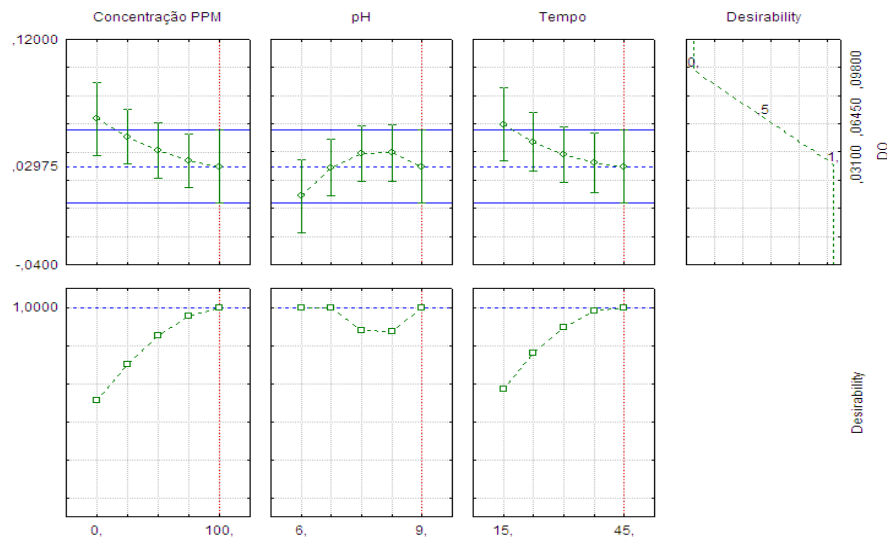 Concentração PPM pH Tempo Desirability
,12000
,02975
-,0400
0,
,5
1,
,09800
,06450
,03100
DO
1,0000
Desirability
0, 100, 6, 9, 15, 45,